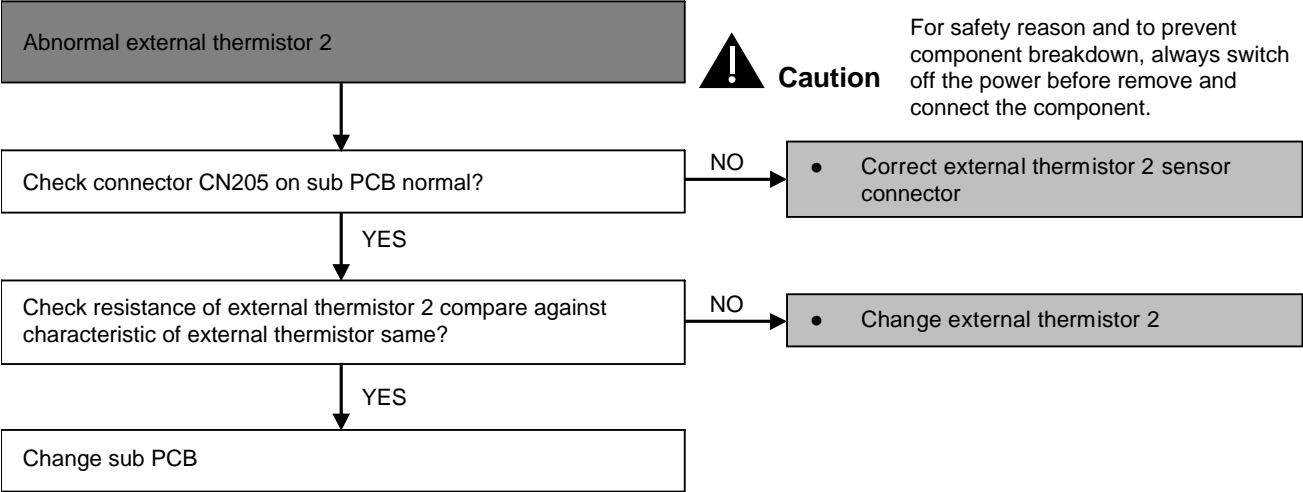 Abnormal external thermistor 2
Caution
For safety reason and to prevent
component breakdown, always switch
off the power before remove and
connect the component.
Check connector CN205 on sub PCB normal?
NO
● Correct external thermistor 2 sensor
connector
YES
Check resistance of external thermistor 2 compare against
characteristic of external thermistor same?
NO
● Change external thermistor 2
YES
Change sub PCB